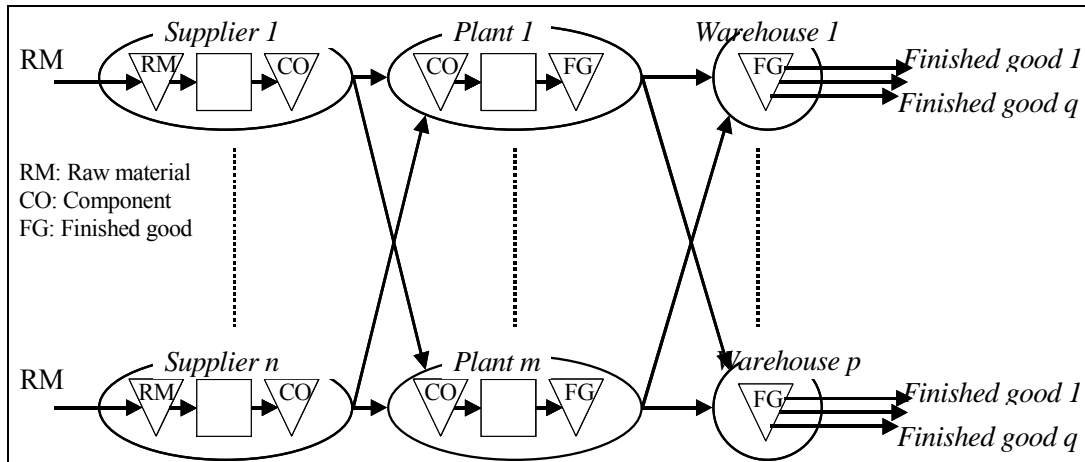 Supplier 1
Plant 1
Warehouse 1
RM
RM
CO
CO
FG
FG
Finished good 1
Finished good q
RM: Raw material
CO: Component
FG: Finished good
Supplier n
Plant m
Warehouse p
RM
RM
CO
CO
FG
FG
Finished good 1
Finished good q